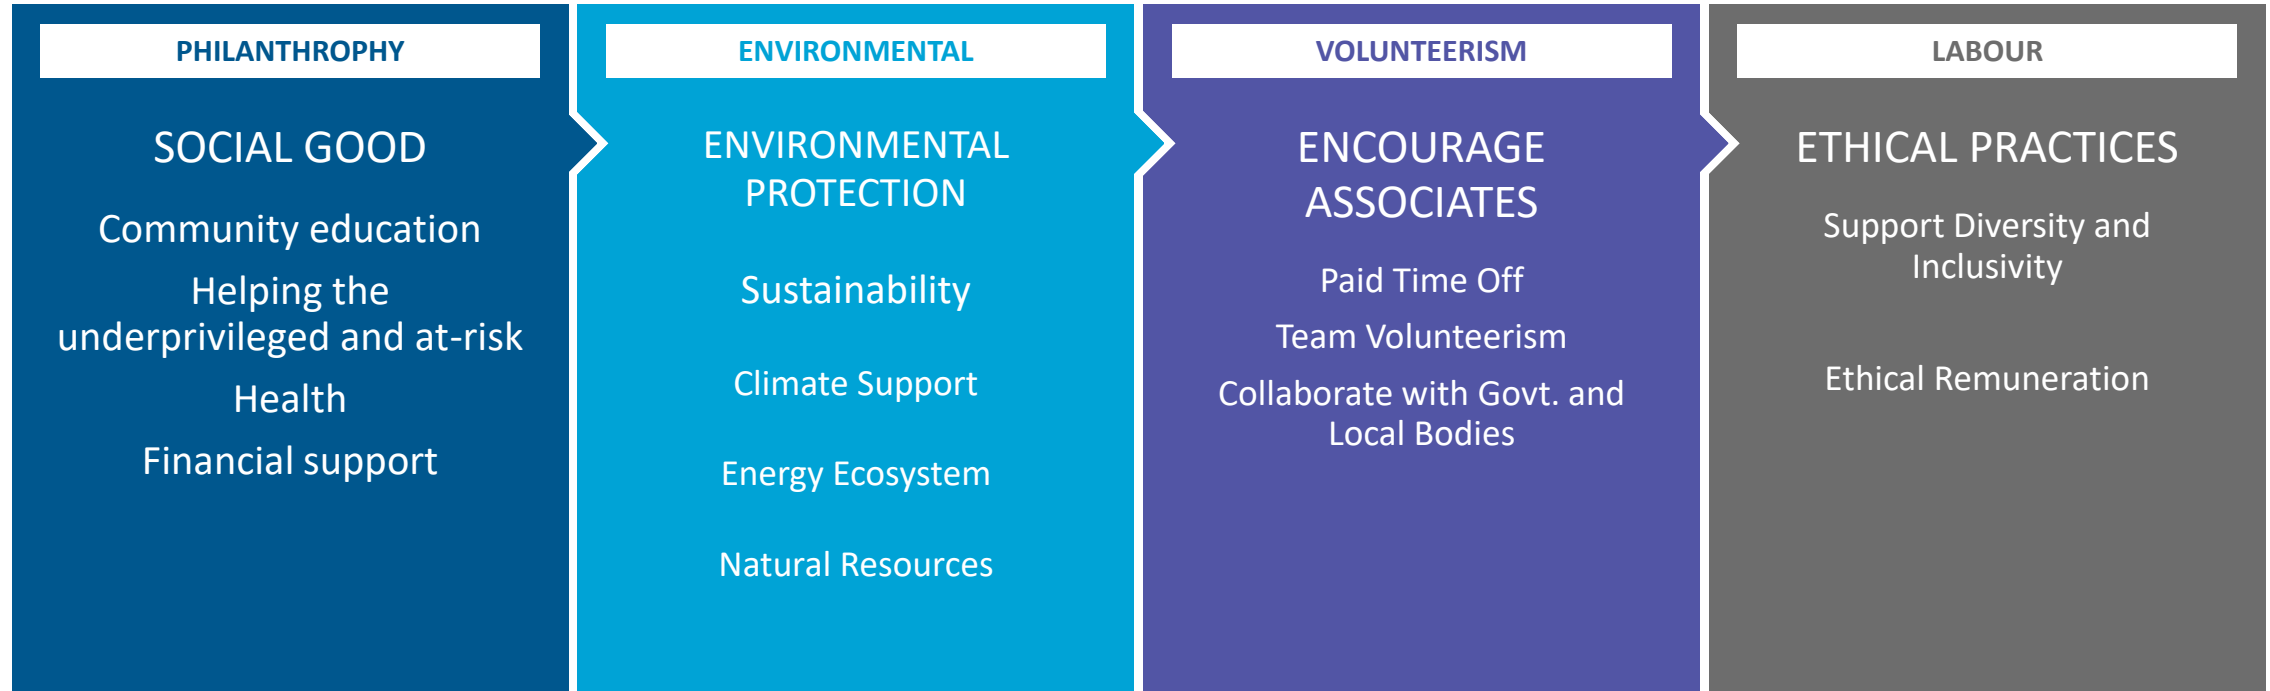 PHILANTHROPHY
SOCIAL GOOD
Community education
Helping the
underprivileged and at-risk
Health
Financial support
ENVIRONMENTAL
ENVIRONMENTAL
PROTECTION
Sustainability
Climate Support
Energy Ecosystem
Natural Resources
VOLUNTEERISM
ENCOURAGE
ASSOCIATES
Paid Time Off
Team Volunteerism
Collaborate with Govt. and
Local Bodies
LABOUR
ETHICAL PRACTICES
Support Diversity and
Inclusivity
Ethical Remuneration